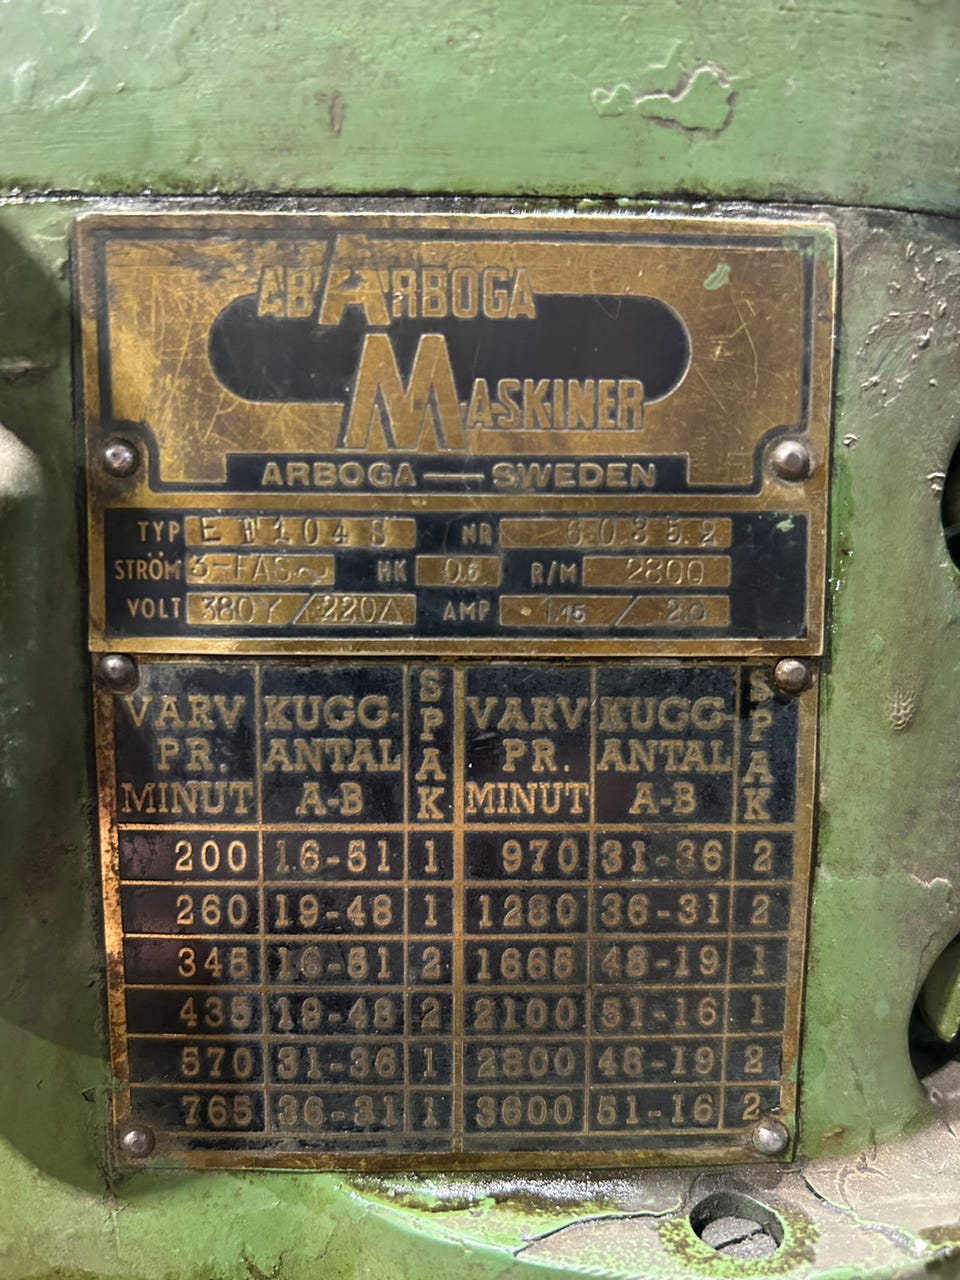 AB ARBOGA
MASKINER
ARBOGA — SWEDEN
TYP NR 60352
STRÖM 3-FAS~ HK R/M 2800
VOLT 380Y/220Δ AMP 1.15 / 2.0
VARV PR. MINUT KUGG-ANTAL A-B SPAK VARV PR. MINUT KUGG-ANTAL A-B SPAK
200 16-51 1 970 31-36 2
260 19-48 1 1280 36-31 2
345 16-51 2 1665 48-19 1
435 19-48 2 2100 51-16 1
570 31-36 1 2800 48-19 2
765 36-31 1 3600 51-16 2